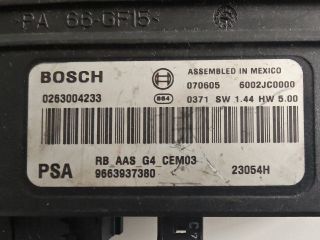 >PA 66-GF15<
BOSCH
ASSEMBLED IN MEXICO
070605 6002JC0000
0263004233
884 0371 SW 1.44 HW 5.00
RB_AAS_G4_CEM03
PSA 9663937380 23054H